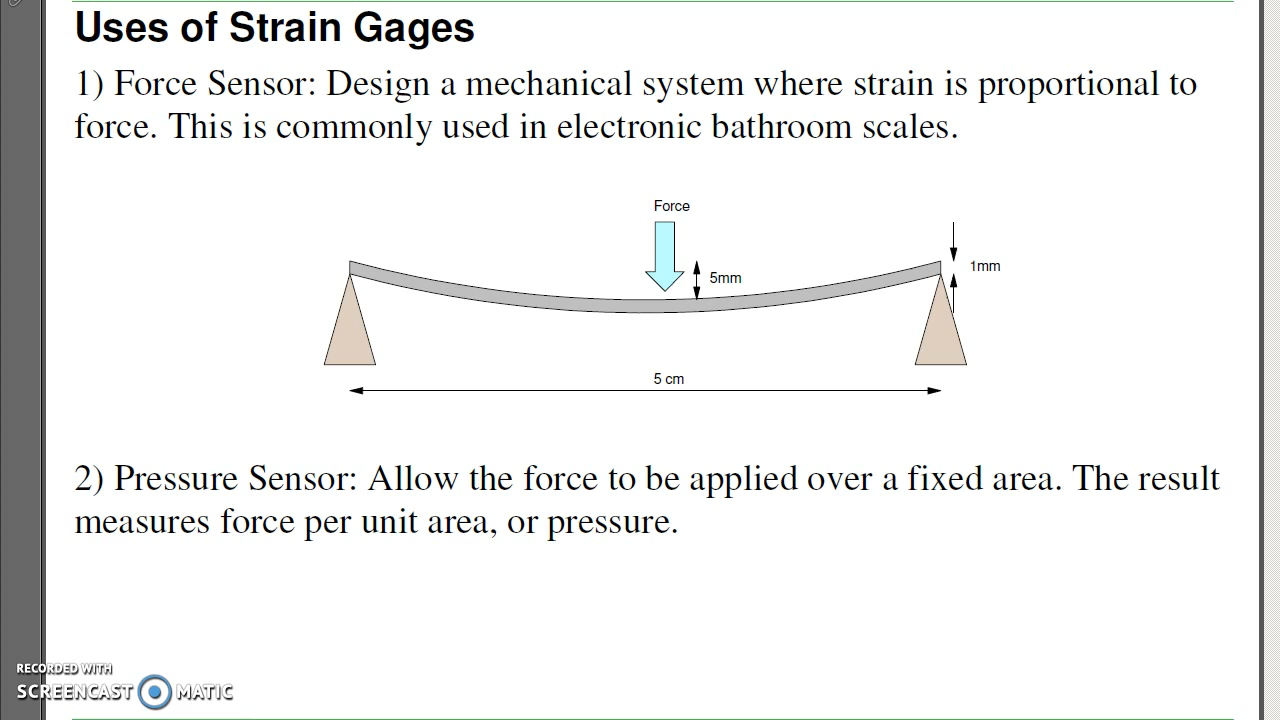 Uses of Strain Gages
1) Force Sensor: Design a mechanical system where strain is proportional to
force. This is commonly used in electronic bathroom scales.
Force
1mm
5mm
5 cm
2) Pressure Sensor: Allow the force to be applied over a fixed area. The result
measures force per unit area, or pressure.
RECORDED WITH
SCREENCAST MATIC